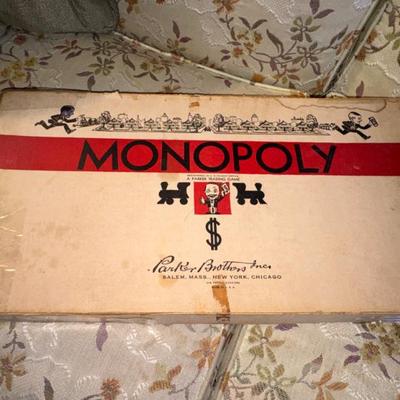 MONOPOLY
A PARKER TRADING GAME
$
Parker Brothers Inc.
SALEM, MASS., NEW YORK, CHICAGO